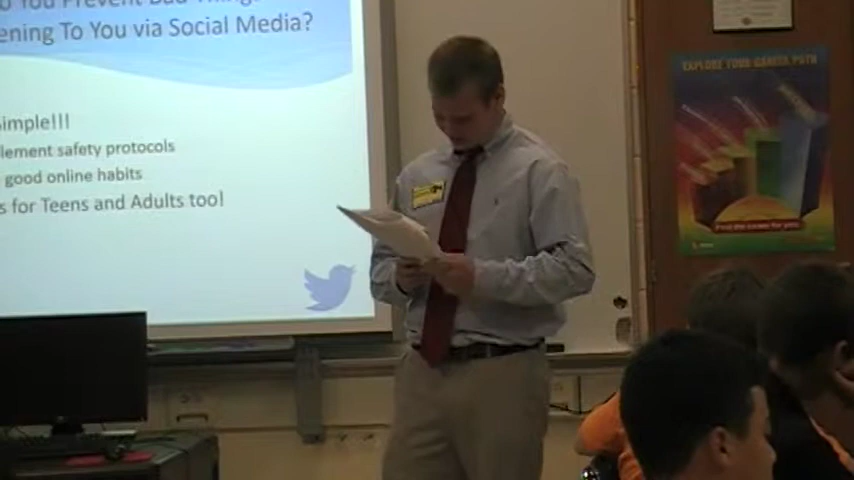 o You Prevent Bad Thing
ening To You via Social Media?
imple!!!
lement safety protocols
good online habits
s for Teens and Adults too!
EXPLORE YOUR CAREER PATH